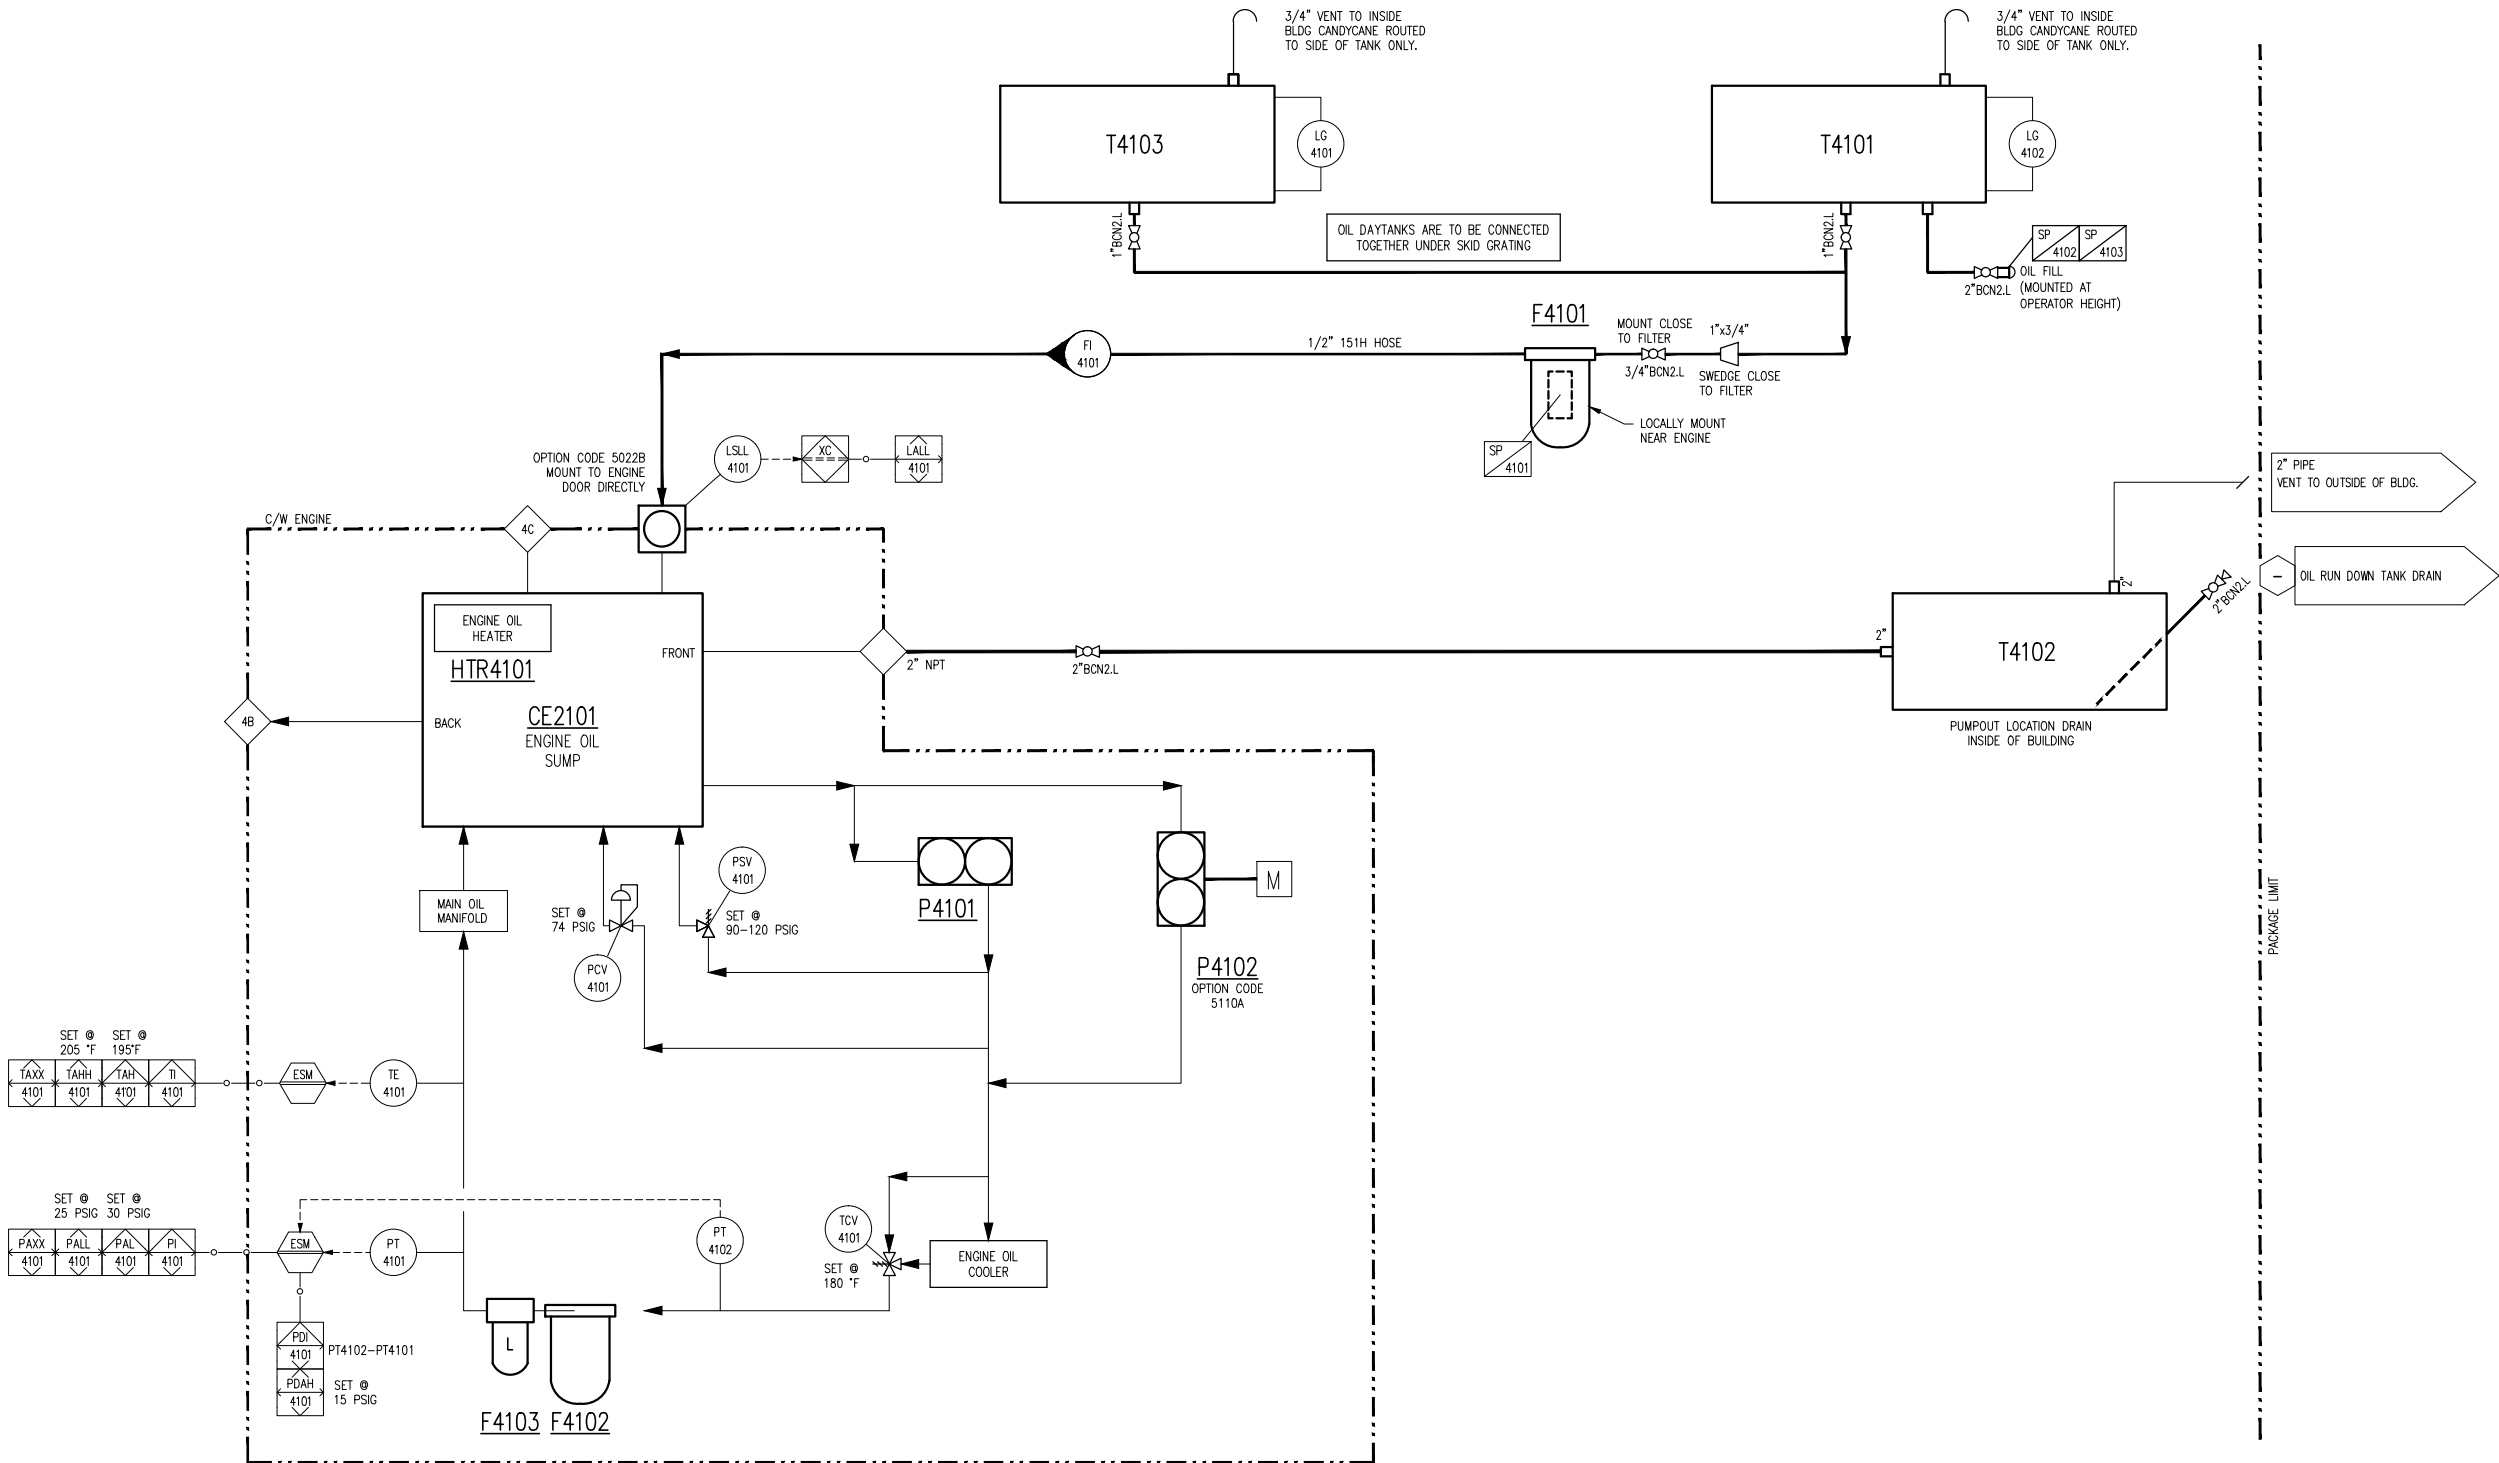 3/4" VENT TO INSIDE
BLDG CANDYCANE ROUTED
TO SIDE OF TANK ONLY.
3/4" VENT TO INSIDE
BLDG CANDYCANE ROUTED
TO SIDE OF TANK ONLY.
T4103
LG
4101
T4101
LG
4102
1"BCN2.L
OIL DAYTANKS ARE TO BE CONNECTED
TOGETHER UNDER SKID GRATING
1"BCN2.L
SP
4102
SP
4103
2"BCN2.L
OIL FILL
(MOUNTED AT
OPERATOR HEIGHT)
F4101
MOUNT CLOSE
TO FILTER
1"x3/4"
FI
4101
1/2" 151H HOSE
3/4"BCN2.L
SWEDGE CLOSE
TO FILTER
LOCALLY MOUNT
NEAR ENGINE
SP
4101
OPTION CODE 5022B
MOUNT TO ENGINE
DOOR DIRECTLY
LSLL
4101
XC
LALL
4101
2" PIPE
VENT TO OUTSIDE OF BLDG.
C/W ENGINE
4C
2"
2"BCN2.L
–
OIL RUN DOWN TANK DRAIN
ENGINE OIL
HEATER
HTR4101
FRONT
2" NPT
2"BCN2.L
2"
T4102
PUMPOUT LOCATION DRAIN
INSIDE OF BUILDING
4B
BACK
CE2101
ENGINE OIL
SUMP
PSV
4101
MAIN OIL
MANIFOLD
SET @
74 PSIG
SET @
90-120 PSIG
PCV
4101
P4101
M
P4102
OPTION CODE
5110A
PACKAGE LIMIT
SET @
205 °F
SET @
195°F
TAXX
4101
TAHH
4101
TAH
4101
TI
4101
ESM
TE
4101
SET @
25 PSIG
SET @
30 PSIG
PAXX
4101
PALL
4101
PAL
4101
PI
4101
ESM
PT
4101
PT
4102
TCV
4101
SET @
180 °F
ENGINE OIL
COOLER
PDI
4101
PT4102-PT4101
PDAH
4101
SET @
15 PSIG
L
F4103
F4102